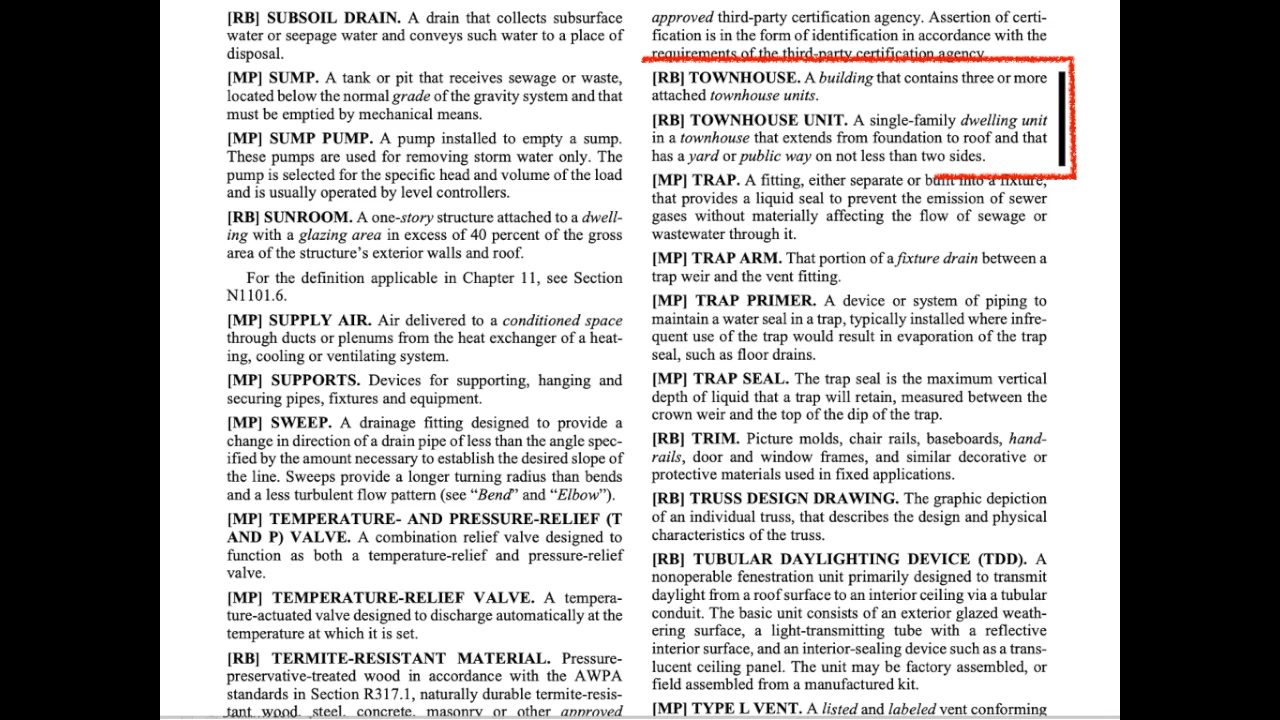 [RB] SUBSOIL DRAIN. A drain that collects subsurface
water or seepage water and conveys such water to a place of
disposal.
[MP] SUMP. A tank or pit that receives sewage or waste,
located below the normal grade of the gravity system and that
must be emptied by mechanical means.
[MP] SUMP PUMP. A pump installed to empty a sump.
These pumps are used for removing storm water only. The
pump is selected for the specific head and volume of the load
and is usually operated by level controllers.
[RB] SUNROOM. A one-story structure attached to a dwell-
ing with a glazing area in excess of 40 percent of the gross
area of the structure's exterior walls and roof.
For the definition applicable in Chapter 11, see Section
N1101.6.
[MP] SUPPLY AIR. Air delivered to a conditioned space
through ducts or plenums from the heat exchanger of a heat-
ing, cooling or ventilating system.
[MP] SUPPORTS. Devices for supporting, hanging and
securing pipes, fixtures and equipment.
[MP] SWEEP. A drainage fitting designed to provide a
change in direction of a drain pipe of less than the angle spec-
ified by the amount necessary to establish the desired slope of
the line. Sweeps provide a longer turning radius than bends
and a less turbulent flow pattern (see “Bend” and “Elbow”).
[MP] TEMPERATURE- AND PRESSURE-RELIEF (T
AND P) VALVE. A combination relief valve designed to
function as both a temperature-relief and pressure-relief
valve.
[MP] TEMPERATURE-RELIEF VALVE. A tempera-
ture-actuated valve designed to discharge automatically at the
temperature at which it is set.
[RB] TERMITE-RESISTANT MATERIAL. Pressure-
preservative-treated wood in accordance with the AWPA
standards in Section R317.1, naturally durable termite-resis-
tant wood, steel, concrete, masonry or other approved
approved third-party certification agency. Assertion of certi-
fication is in the form of identification in accordance with the
requirements of the third-party certification agency.
[RB] TOWNHOUSE. A building that contains three or more
attached townhouse units.
[RB] TOWNHOUSE UNIT. A single-family dwelling unit
in a townhouse that extends from foundation to roof and that
has a yard or public way on not less than two sides.
[MP] TRAP. A fitting, either separate or built into a fixture,
that provides a liquid seal to prevent the emission of sewer
gases without materially affecting the flow of sewage or
wastewater through it.
[MP] TRAP ARM. That portion of a fixture drain between a
trap weir and the vent fitting.
[MP] TRAP PRIMER. A device or system of piping to
maintain a water seal in a trap, typically installed where infre-
quent use of the trap would result in evaporation of the trap
seal, such as floor drains.
[MP] TRAP SEAL. The trap seal is the maximum vertical
depth of liquid that a trap will retain, measured between the
crown weir and the top of the dip of the trap.
[RB] TRIM. Picture molds, chair rails, baseboards, hand-
rails, door and window frames, and similar decorative or
protective materials used in fixed applications.
[RB] TRUSS DESIGN DRAWING. The graphic depiction
of an individual truss, that describes the design and physical
characteristics of the truss.
[RB] TUBULAR DAYLIGHTING DEVICE (TDD). A
nonoperable fenestration unit primarily designed to transmit
daylight from a roof surface to an interior ceiling via a tubular
conduit. The basic unit consists of an exterior glazed weath-
ering surface, a light-transmitting tube with a reflective
interior surface, and an interior-sealing device such as a trans-
lucent ceiling panel. The unit may be factory assembled, or
field assembled from a manufactured kit.
[MP] TYPE L VENT. A listed and labeled vent conforming